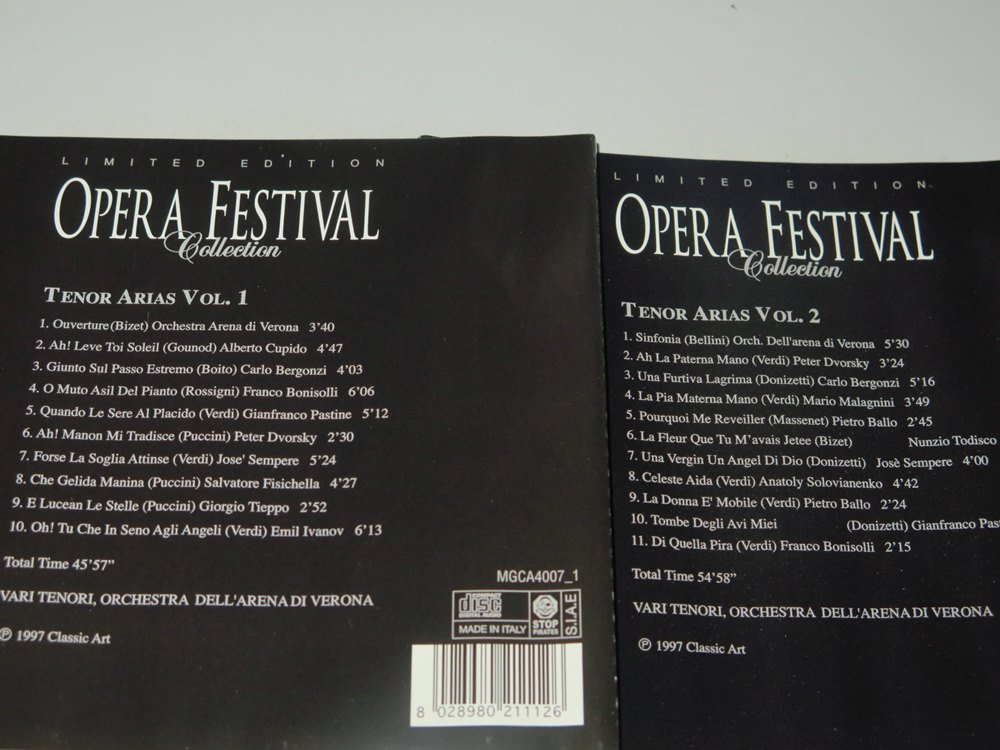 LIMITED EDITION
OPERA FESTIVAL
Collection
TENOR ARIAS VOL. 1
1. Ouverture(Bizet) Orchestra Arena di Verona 3'40
2. Ah! Leve Toi Soleil (Gounod) Alberto Cupido 4'47
3. Giunto Sul Passo Estremo (Boito) Carlo Bergonzi 4'03
4. O Muto Asil Del Pianto (Rossigni) Franco Bonisolli 6'06
5. Quando Le Sere Al Placido (Verdi) Gianfranco Pastine 5'12
6. Ah! Manon Mi Tradisce (Puccini) Peter Dvorsky 2'30
7. Forse La Soglia Attinse (Verdi) Jose' Sempere 5'24
8. Che Gelida Manina (Puccini) Salvatore Fisichella 4'27
9. E Lucean Le Stelle (Puccini) Giorgio Tieppo 2'52
10. Oh! Tu Che In Seno Agli Angeli (Verdi) Emil Ivanov 6'13
Total Time 45'57"
VARI TENORI, ORCHESTRA DELL'ARENA DI VERONA
℗ 1997 Classic Art
MGCA4007_1
COMPACT
disc
DIGITAL AUDIO
MADE IN ITALY
STOP
PIRATES
S.I.A.E
8 028980 211126
LIMITED EDITION
OPERA FESTIVAL
Collection
TENOR ARIAS VOL. 2
1. Sinfonia (Bellini) Orch. Dell'arena di Verona 5'30
2. Ah La Paterna Mano (Verdi) Peter Dvorsky 3'24
3. Una Furtiva Lagrima (Donizetti) Carlo Bergonzi 5'16
4. La Pia Materna Mano (Verdi) Mario Malagnini 3'49
5. Pourquoi Me Reveiller (Massenet) Pietro Ballo 2'45
6. La Fleur Que Tu M'avais Jetee (Bizet) Nunzio Todisco
7. Una Vergin Un Angel Di Dio (Donizetti) Josè Sempere 4'00
8. Celeste Aida (Verdi) Anatoly Solovianenko 4'42
9. La Donna E' Mobile (Verdi) Pietro Ballo 2'24
10. Tombe Degli Avi Miei (Donizetti) Gianfranco Past
11. Di Quella Pira (Verdi) Franco Bonisolli 2'15
Total Time 54'58"
VARI TENORI, ORCHESTRA DELL'ARENA DI VERONA
℗ 1997 Classic Art